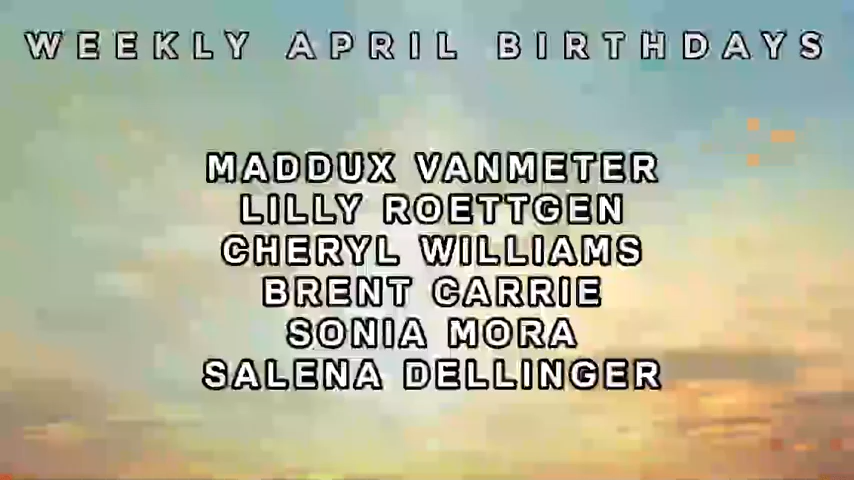 WEEKLY APRIL BIRTHDAYS
MADDUX VANMETER
LILLY ROETTGEN
CHERYL WILLIAMS
BRENT CARRIE
SONIA MORA
SALENA DELLINGER